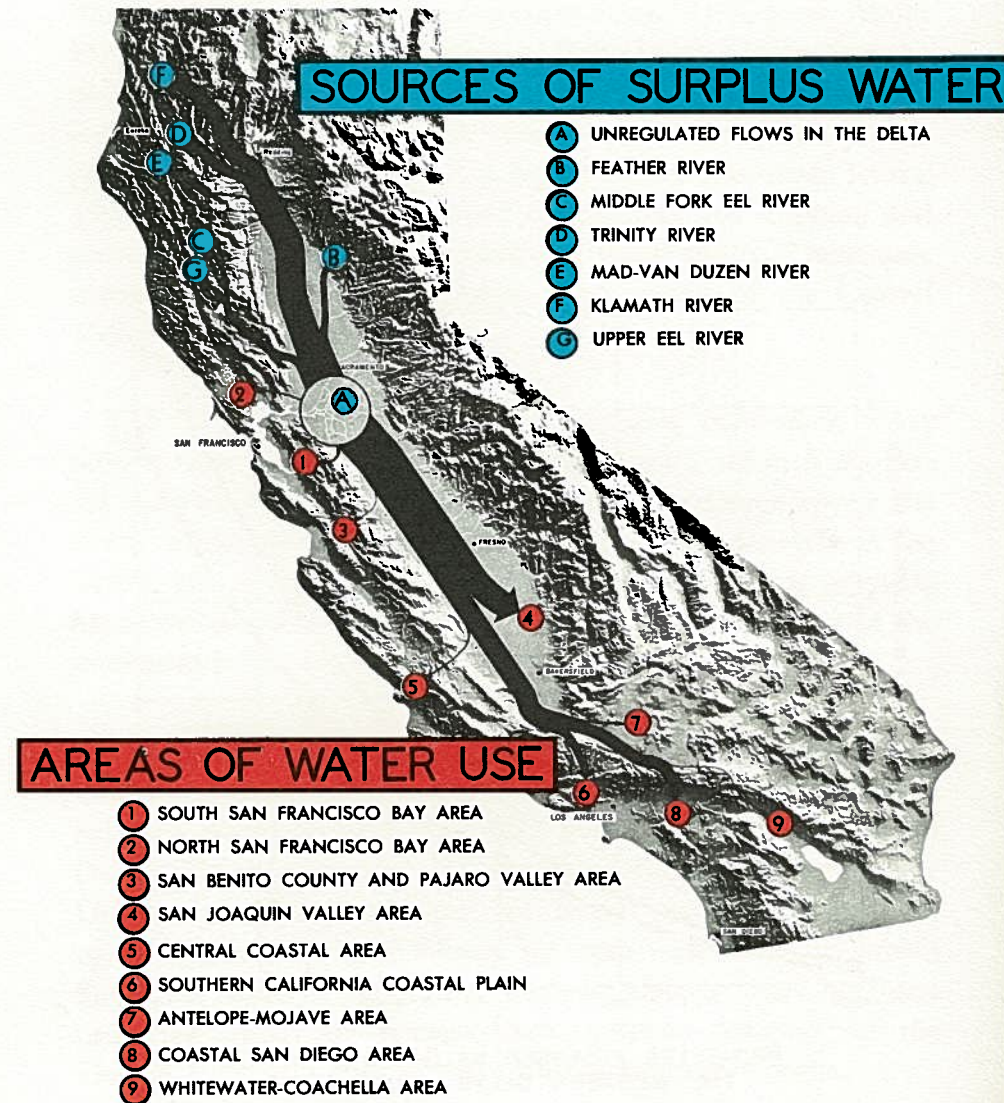 SOURCES OF SURPLUS WATER
A UNREGULATED FLOWS IN THE DELTA
B FEATHER RIVER
C MIDDLE FORK EEL RIVER
D TRINITY RIVER
E MAD-VAN DUZEN RIVER
F KLAMATH RIVER
G UPPER EEL RIVER
F
Eureka
D
Redding
E
C
B
G
SACRAMENTO
2
A
SAN FRANCISCO
1
3
FRESNO
4
BAKERSFIELD
5
7
AREAS OF WATER USE
6
LOS ANGELES
8
9
SAN DIEGO
1 SOUTH SAN FRANCISCO BAY AREA
2 NORTH SAN FRANCISCO BAY AREA
3 SAN BENITO COUNTY AND PAJARO VALLEY AREA
4 SAN JOAQUIN VALLEY AREA
5 CENTRAL COASTAL AREA
6 SOUTHERN CALIFORNIA COASTAL PLAIN
7 ANTELOPE-MOJAVE AREA
8 COASTAL SAN DIEGO AREA
9 WHITEWATER-COACHELLA AREA